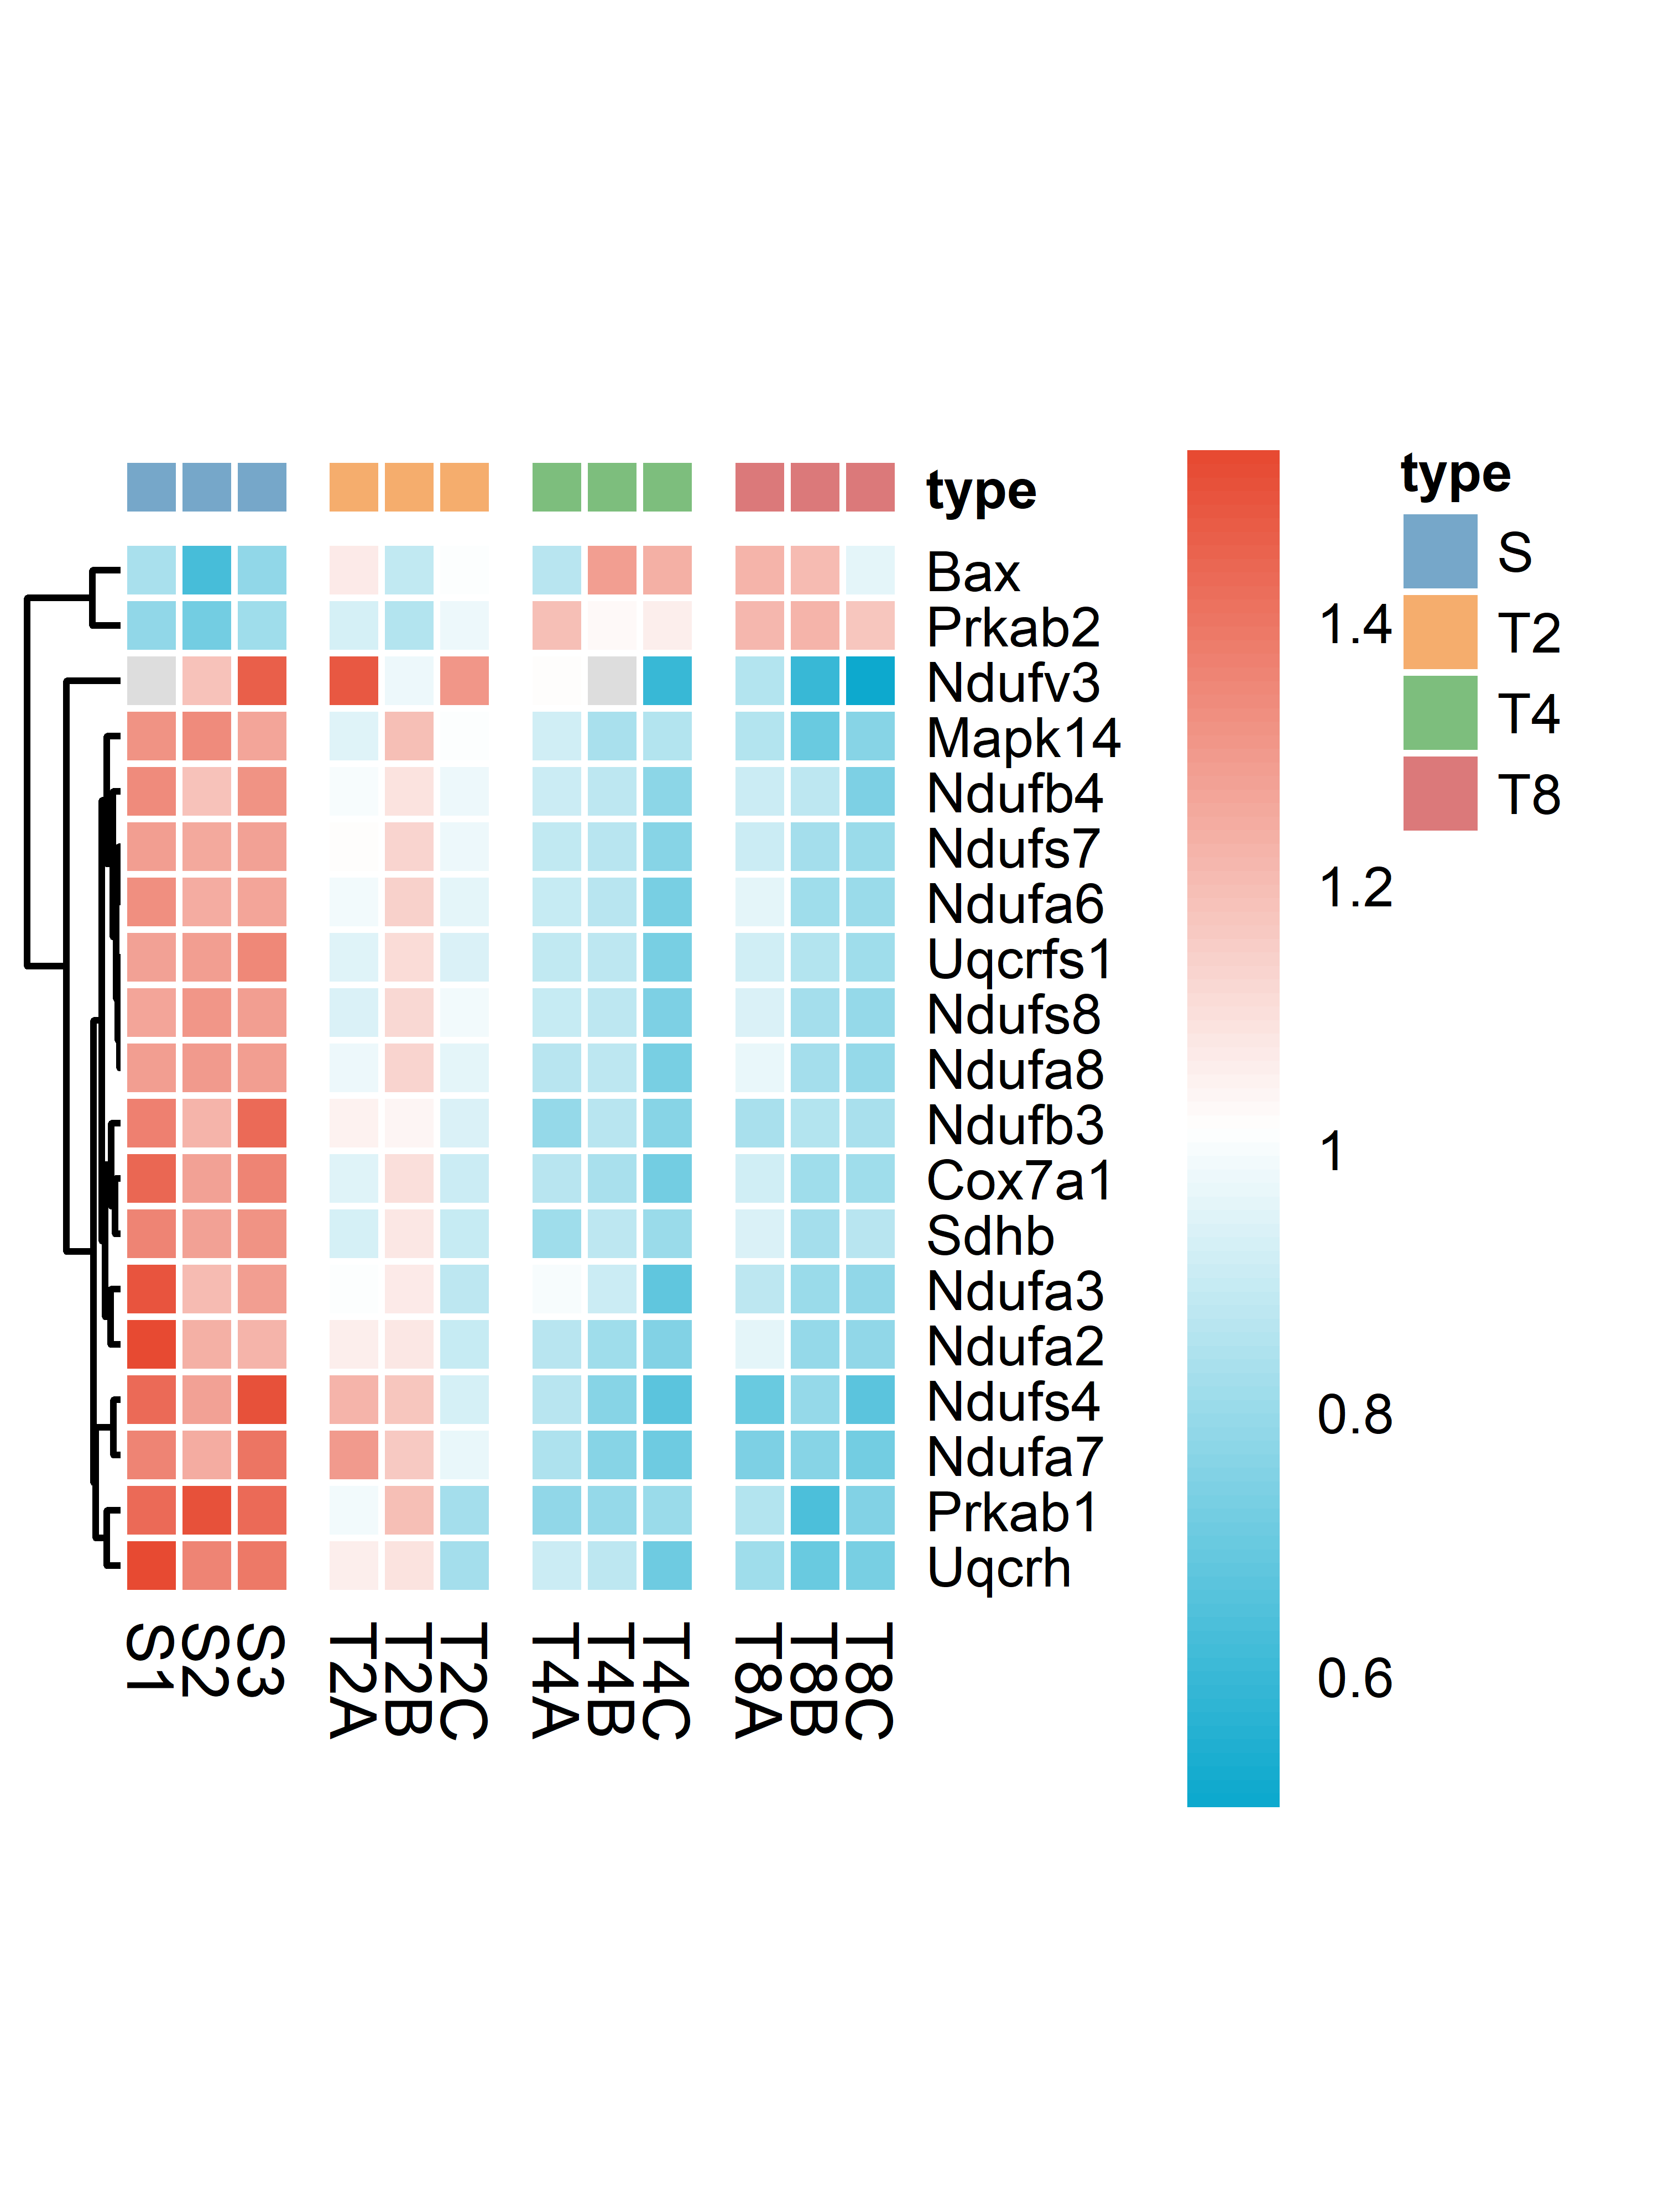 type
Bax
Prkab2
Ndufv3
Mapk14
Ndufb4
Ndufs7
Ndufa6
Uqcrfs1
Ndufs8
Ndufa8
Ndufb3
Cox7a1
Sdhb
Ndufa3
Ndufa2
Ndufs4
Ndufa7
Prkab1
Uqcrh
S1 S2 S3 T2A T2B T2C T4A T4B T4C T8A T8B T8C
1.4
1.2
1
0.8
0.6
type
S
T2
T4
T8